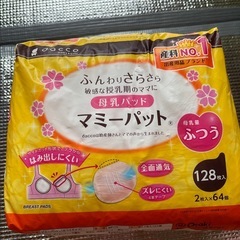 dacco
産科No.1
ふんわりさらさら
敏感な授乳期のママに
母乳パッド
マミーパット
母乳量
ふつう
はみ出しにくい
全面通気
ズレにくい
128枚入
2枚入×64個
BREAST PADS